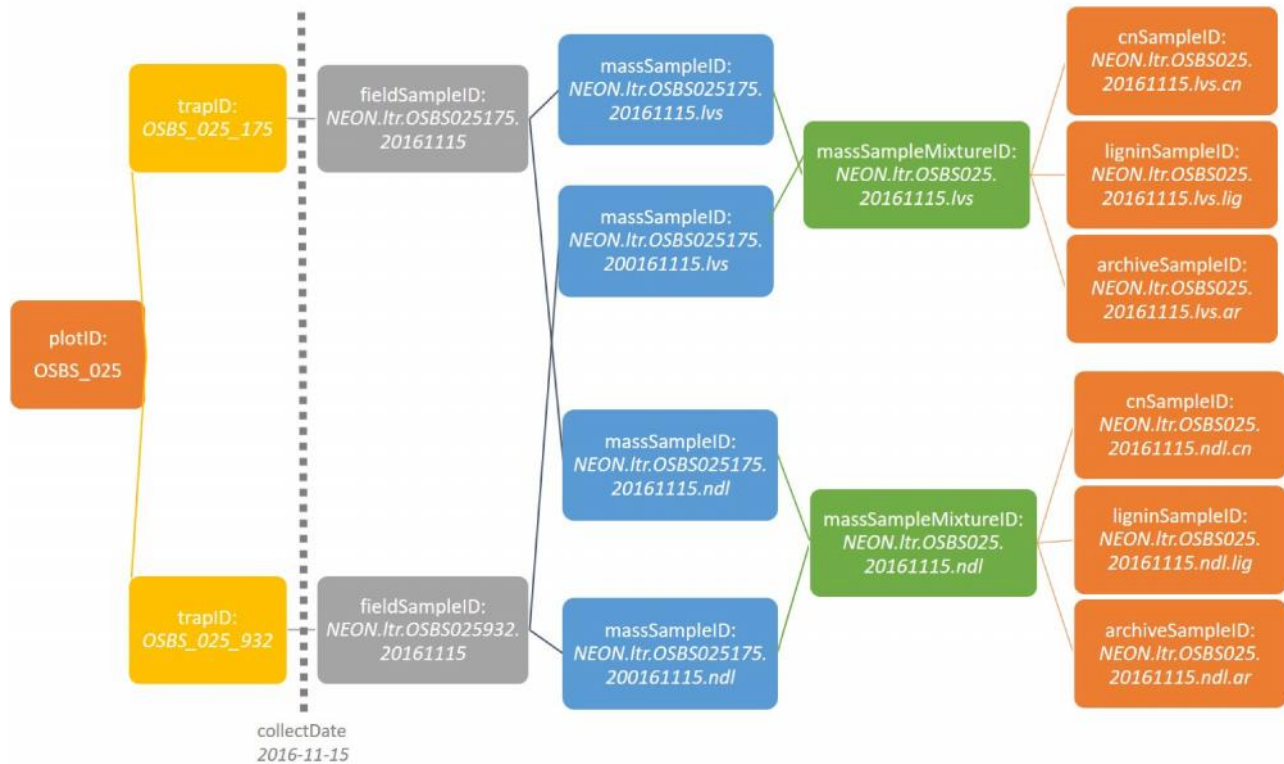 plotID:
OSBS_025
trapID:
OSBS_025_175
trapID:
OSBS_025_932
collectDate
2016-11-15
fieldSampleID:
NEON.ltr.OSBS025175.
20161115
fieldSampleID:
NEON.ltr.OSBS025932.
20161115
massSampleID:
NEON.ltr.OSBS025175.
20161115.lvs
massSampleID:
NEON.ltr.OSBS025175.
200161115.lvs
massSampleID:
NEON.ltr.OSBS025175.
20161115.ndl
massSampleID:
NEON.ltr.OSBS025175.
200161115.ndl
massSampleMixtureID:
NEON.ltr.OSBS025.
20161115.lvs
massSampleMixtureID:
NEON.ltr.OSBS025.
20161115.ndl
cnSampleID:
NEON.ltr.OSBS025.
20161115.lvs.cn
ligninSampleID:
NEON.ltr.OSBS025.
20161115.lvs.lig
archiveSampleID:
NEON.ltr.OSBS025.
20161115.lvs.ar
cnSampleID:
NEON.ltr.OSBS025.
20161115.ndl.cn
ligninSampleID:
NEON.ltr.OSBS025.
20161115.ndl.lig
archiveSampleID:
NEON.ltr.OSBS025.
20161115.ndl.ar